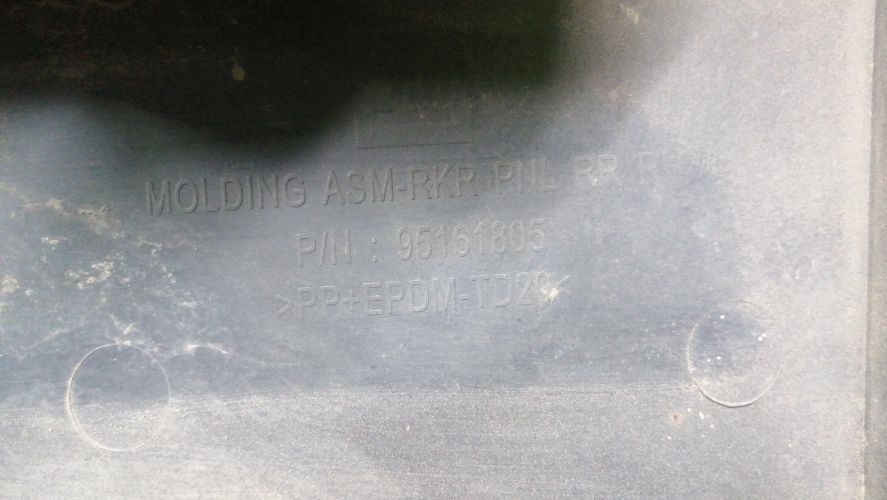 MOLDING ASM-RKR PNL RR
P/N : 95161805
>PP+EPDM-TD20<